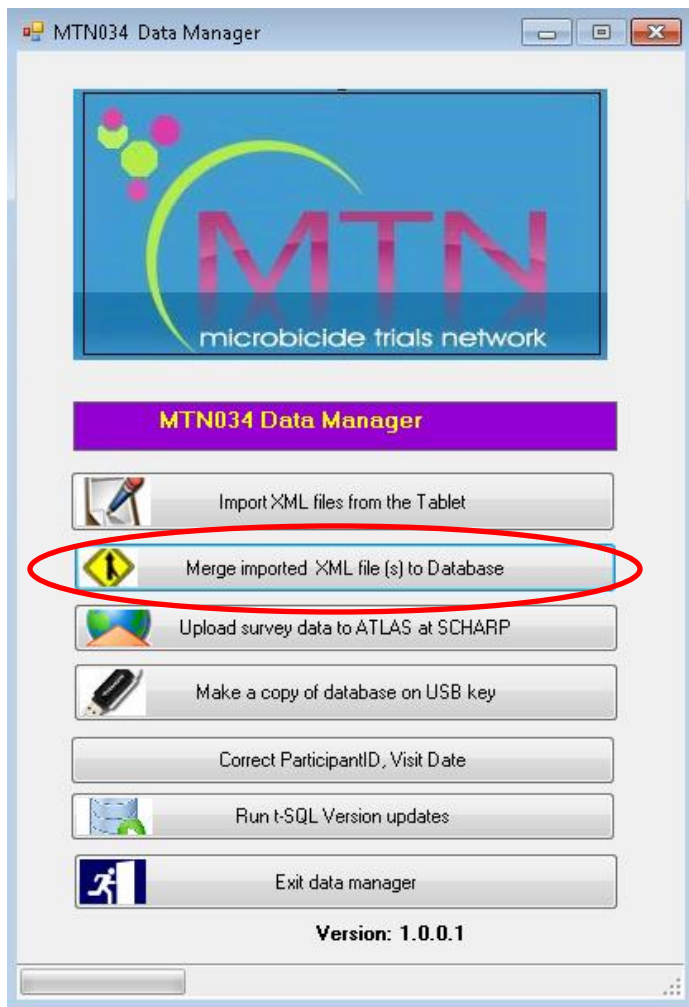 MTN034 Data Manager
MTN
microbicide trials network
MTN034 Data Manager
Import XML files from the Tablet
Merge imported XML file (s) to Database
Upload survey data to ATLAS at SCHARP
Make a copy of database on USB key
Correct ParticipantID, Visit Date
Run t-SQL Version updates
Exit data manager
Version: 1.0.0.1